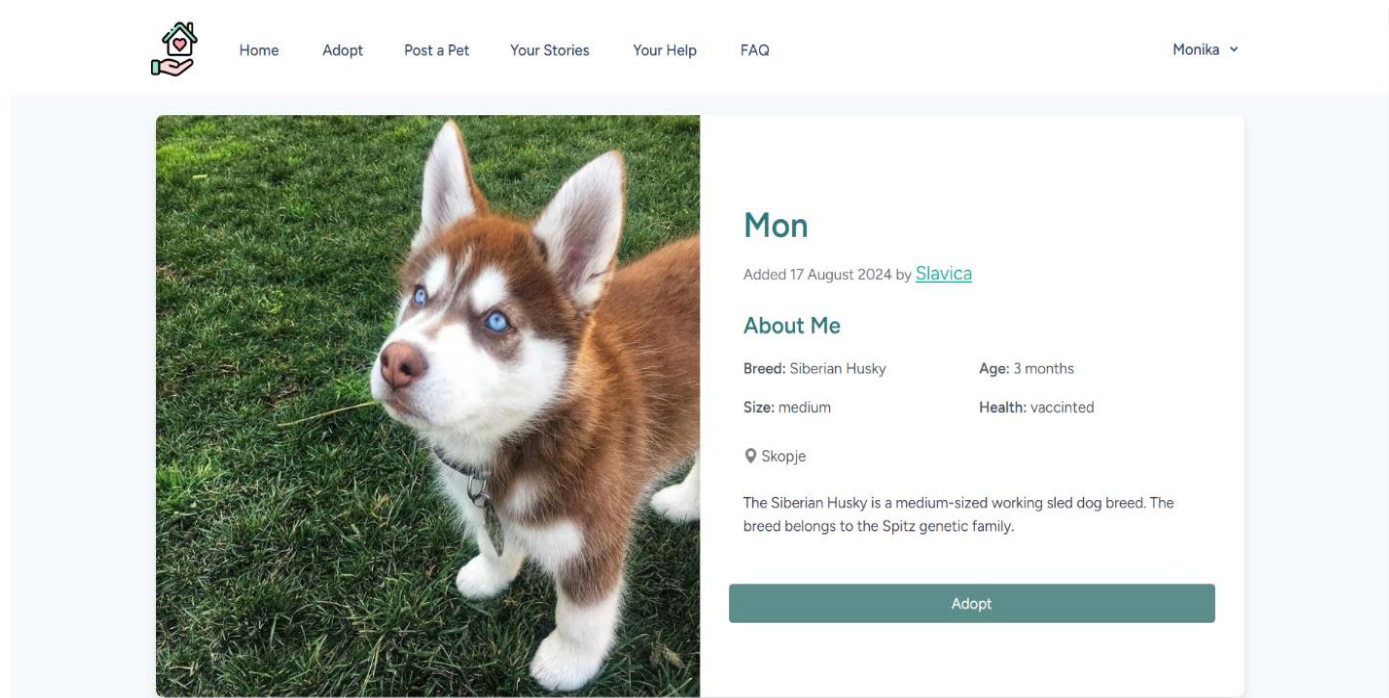 Home Adopt Post a Pet Your Stories Your Help FAQ Monika
Mon
Added 17 August 2024 by Slavica
About Me
Breed: Siberian Husky Age: 3 months
Size: medium Health: vaccinted
Skopje
The Siberian Husky is a medium-sized working sled dog breed. The
breed belongs to the Spitz genetic family.
Adopt